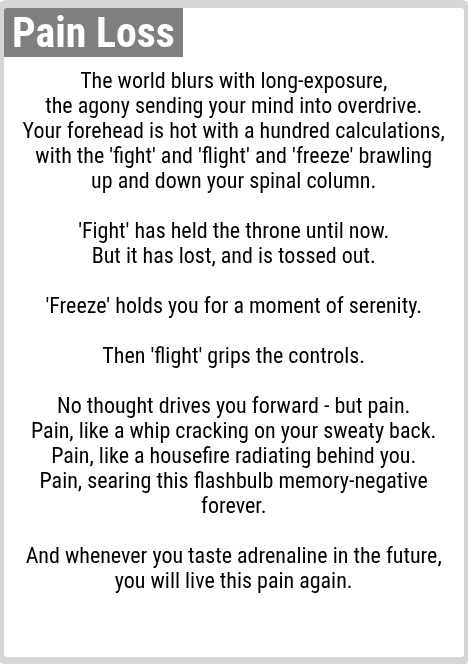 Pain Loss
The world blurs with long-exposure,
the agony sending your mind into overdrive.
Your forehead is hot with a hundred calculations,
with the 'fight' and 'flight' and 'freeze' brawling
up and down your spinal column.
'Fight' has held the throne until now.
But it has lost, and is tossed out.
'Freeze' holds you for a moment of serenity.
Then 'flight' grips the controls.
No thought drives you forward - but pain.
Pain, like a whip cracking on your sweaty back.
Pain, like a housefire radiating behind you.
Pain, searing this flashbulb memory-negative
forever.
And whenever you taste adrenaline in the future,
you will live this pain again.